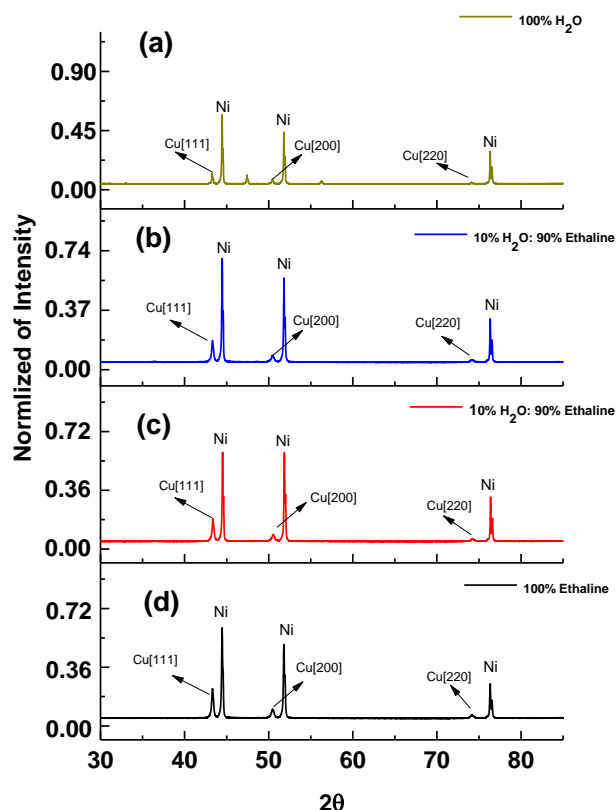 100% H2O
(a)
0.90
0.45
0.00
Ni
Ni
Ni
Cu[111]
Cu[200]
Cu[220]
10% H2O: 90% Ethaline
(b)
0.74
0.37
0.00
Ni
Ni
Ni
Cu[111]
Cu[200]
Cu[220]
10% H2O: 90% Ethaline
(c)
0.72
0.36
0.00
Ni
Ni
Ni
Cu[111]
Cu[200]
Cu[220]
100% Ethaline
(d)
0.72
0.36
0.00
Ni
Ni
Ni
Cu[111]
Cu[200]
Cu[220]
Normlized of Intensity
30 40 50 60 70 80
2θ